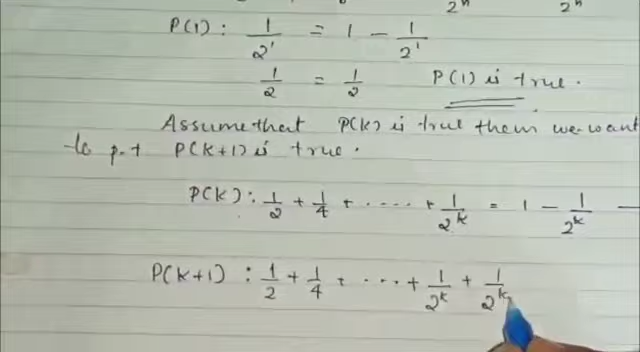 2ⁿ 2ⁿ
P(1) : 1/2¹ = 1 - 1/2¹
1/2 = 1/2 P(1) is true.
Assume that P(k) is true then we want
to p.t P(k+1) is true.
P(k) : 1/2 + 1/4 + ---- + 1/2ᵏ = 1 - 1/2ᵏ —
P(k+1) : 1/2 + 1/4 + ... + 1/2ᵏ + 1/2ᵏ